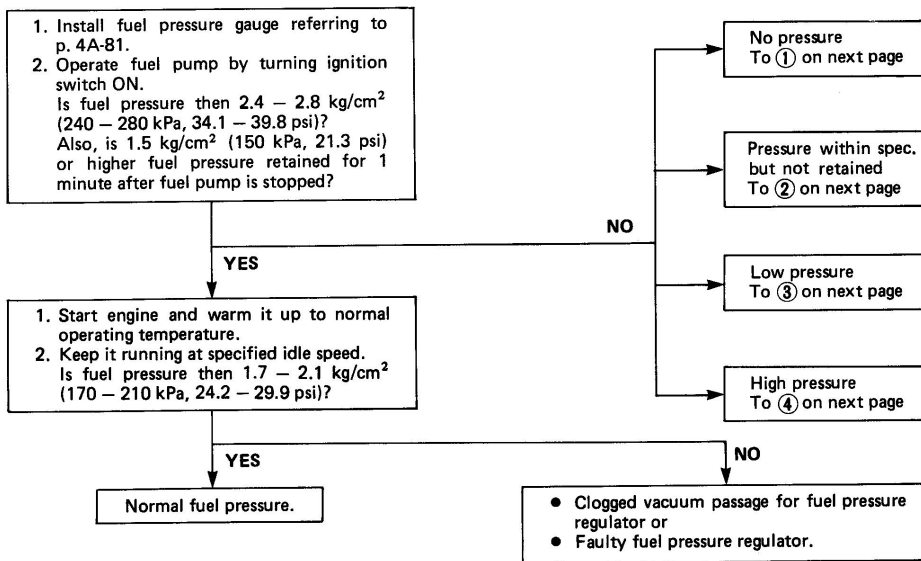 1. Install fuel pressure gauge referring to
p. 4A-81.
2. Operate fuel pump by turning ignition
switch ON.
Is fuel pressure then 2.4 — 2.8 kg/cm²
(240 — 280 kPa, 34.1 — 39.8 psi)?
Also, is 1.5 kg/cm² (150 kPa, 21.3 psi)
or higher fuel pressure retained for 1
minute after fuel pump is stopped?
No pressure
To ① on next page
Pressure within spec.
but not retained
To ② on next page
NO
YES
Low pressure
To ③ on next page
1. Start engine and warm it up to normal
operating temperature.
2. Keep it running at specified idle speed.
Is fuel pressure then 1.7 — 2.1 kg/cm²
(170 — 210 kPa, 24.2 — 29.9 psi)?
High pressure
To ④ on next page
YES
NO
Normal fuel pressure.
● Clogged vacuum passage for fuel pressure
regulator or
● Faulty fuel pressure regulator.